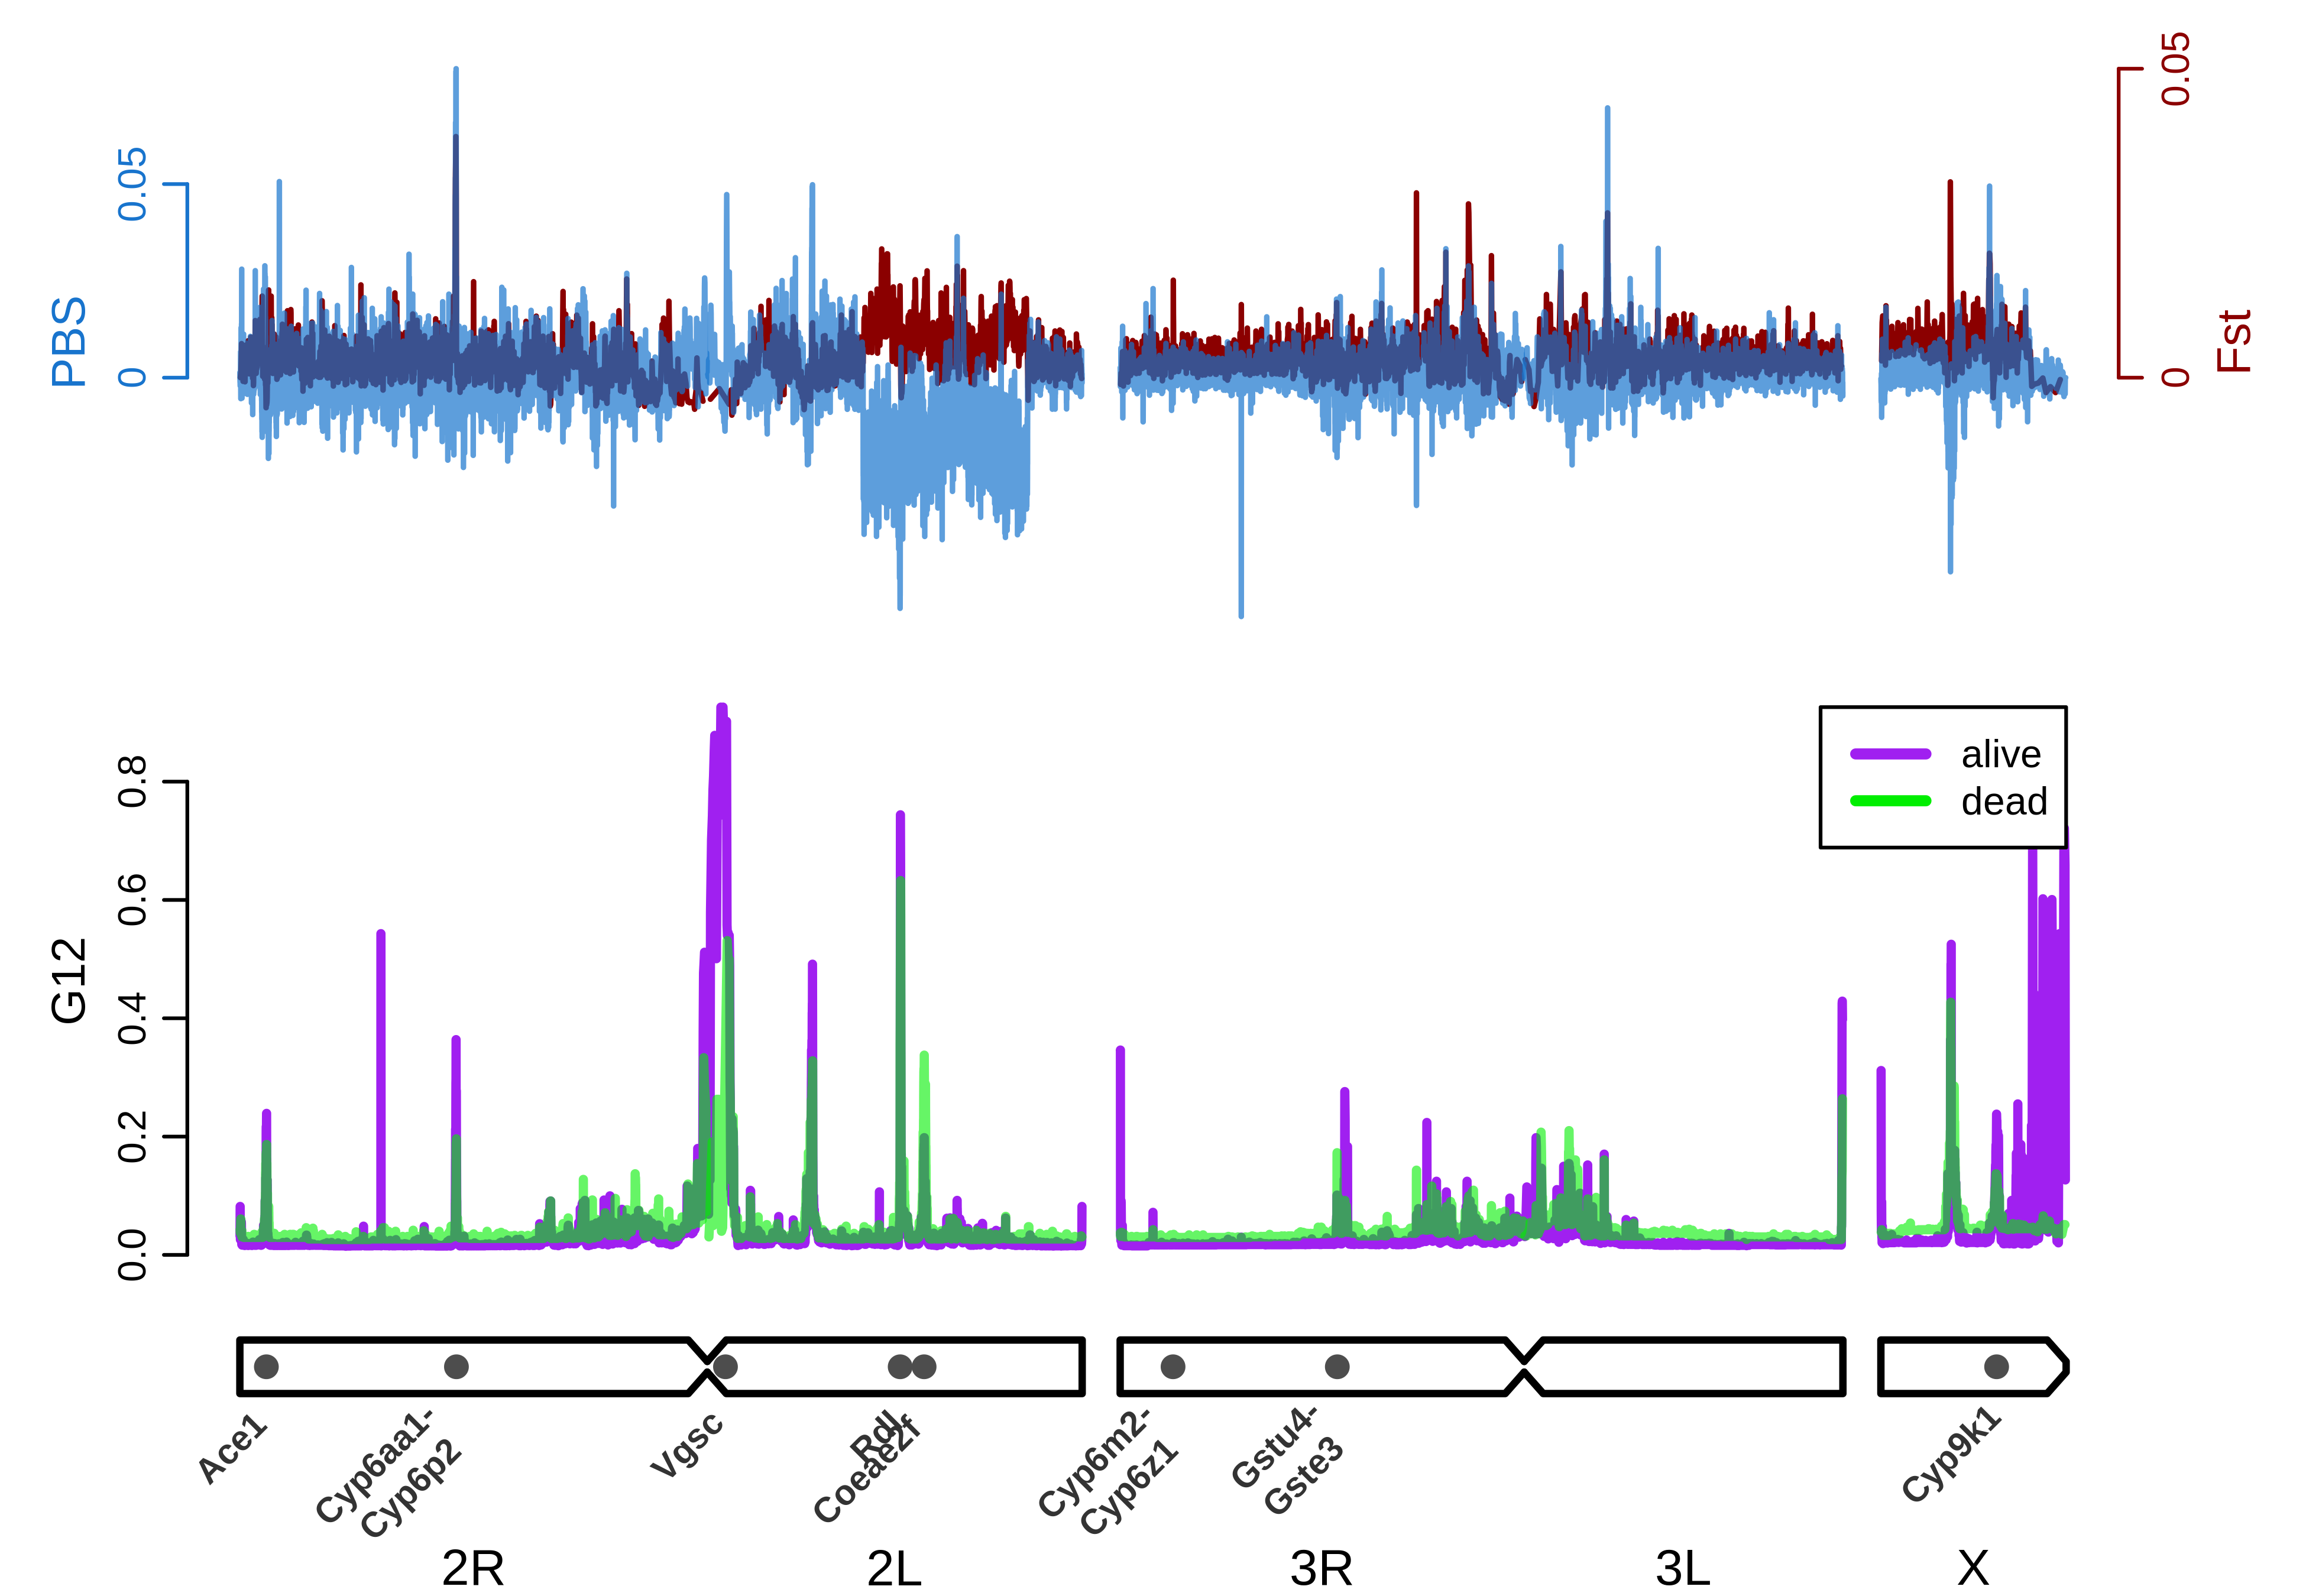 0.05
0
PBS
0.05
0
Fst
0.8
0.6
0.4
0.2
0.0
G12
alive
dead
Ace1
Cyp6aa1-
Cyp6p2
Vgsc
Rdl
Coeae2f
Cyp6m2-
Cyp6z1
Gstu4-
Gste3
Cyp9k1
2R
2L
3R
3L
X